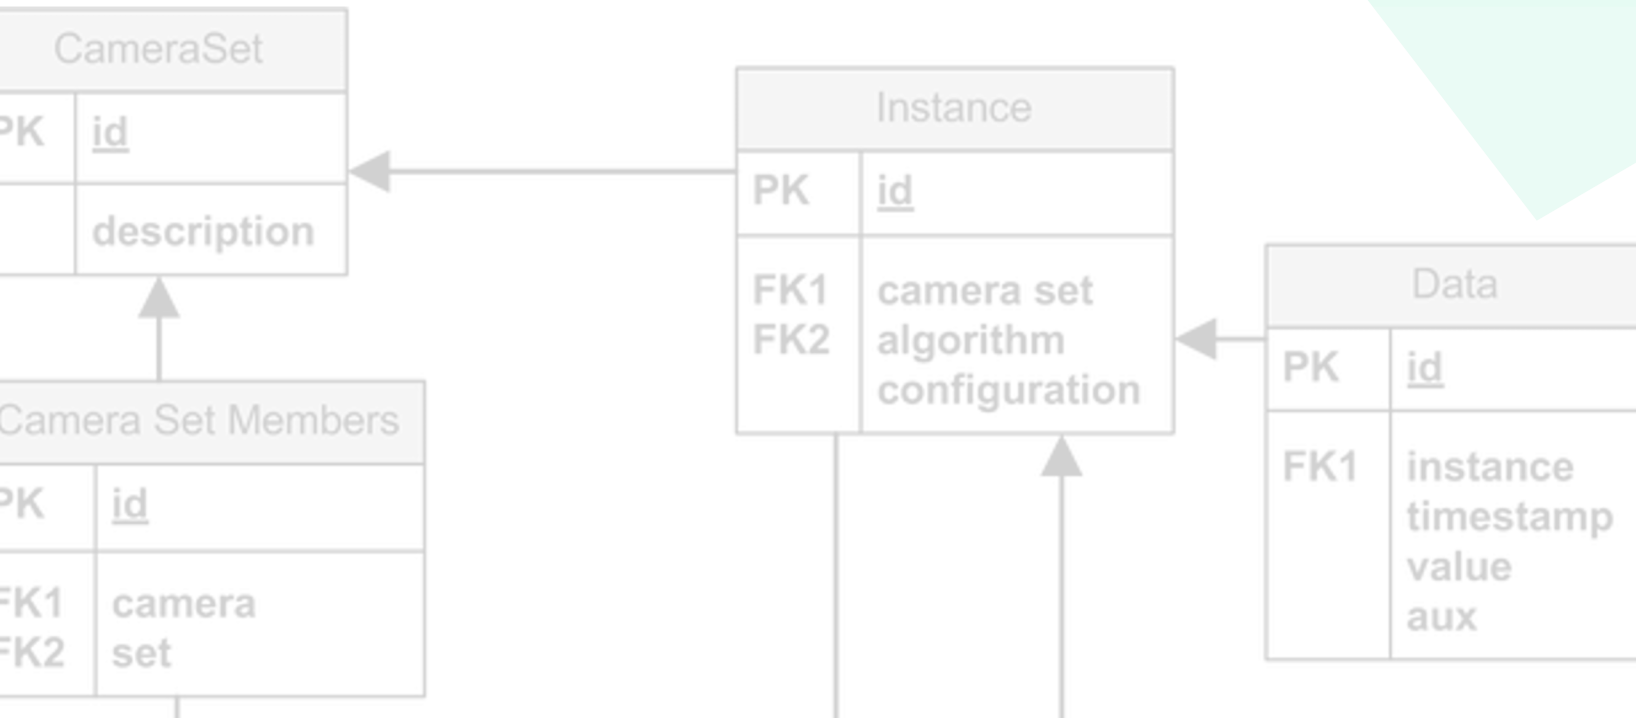 CameraSet
PK id
description
Instance
PK id
FK1 camera set
FK2 algorithm
configuration
Data
PK id
FK1 instance
timestamp
value
aux
Camera Set Members
PK id
FK1 camera
FK2 set